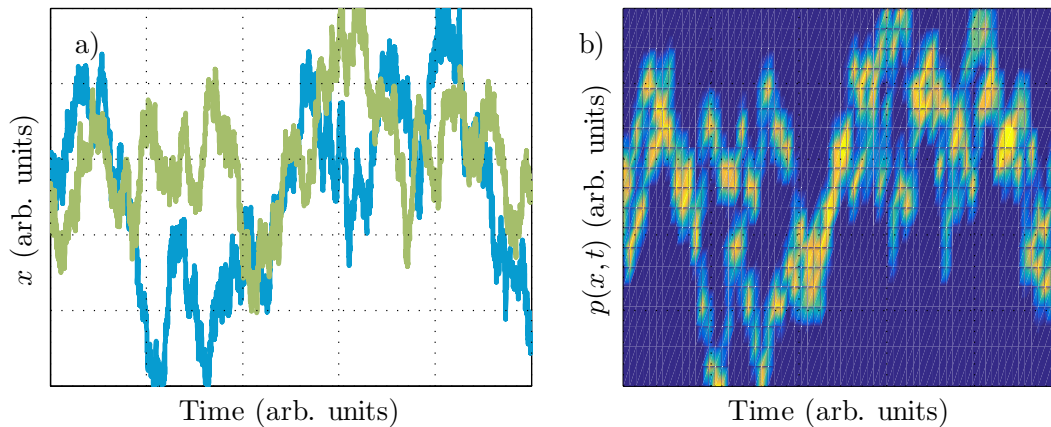 a)
x (arb. units)
Time (arb. units)
b)
p(x, t) (arb. units)
Time (arb. units)